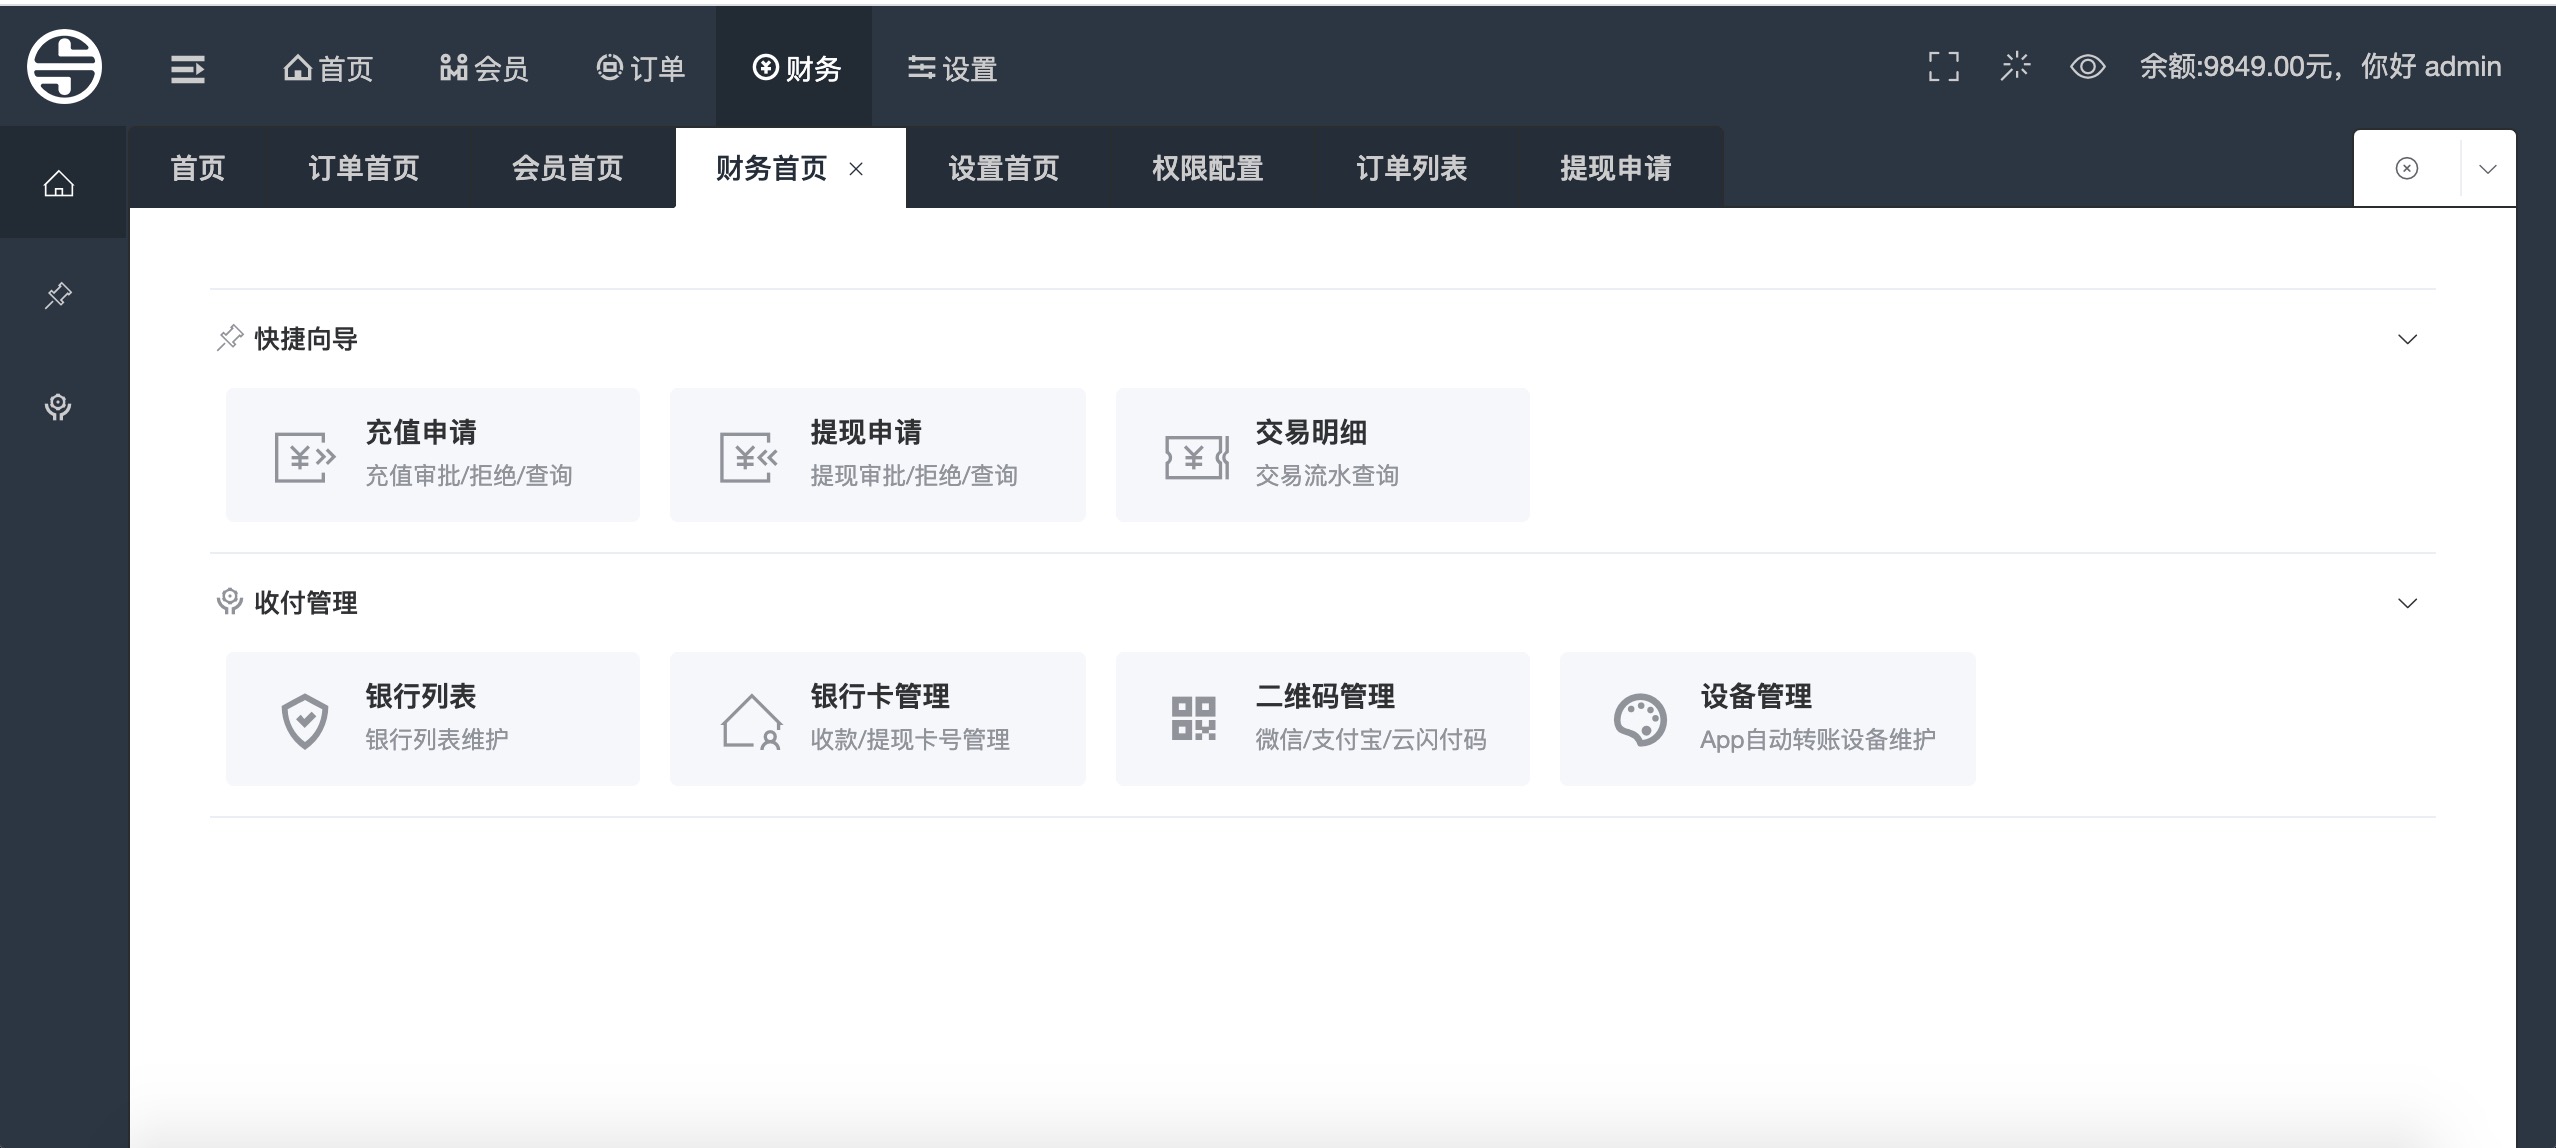 首页 会员 订单 财务 设置 余额:9849.00元，你好 admin
首页 订单首页 会员首页 财务首页 设置首页 权限配置 订单列表 提现申请
快捷向导
充值申请
充值审批/拒绝/查询
提现申请
提现审批/拒绝/查询
交易明细
交易流水查询
收付管理
银行列表
银行列表维护
银行卡管理
收款/提现卡号管理
二维码管理
微信/支付宝/云闪付码
设备管理
App自动转账设备维护